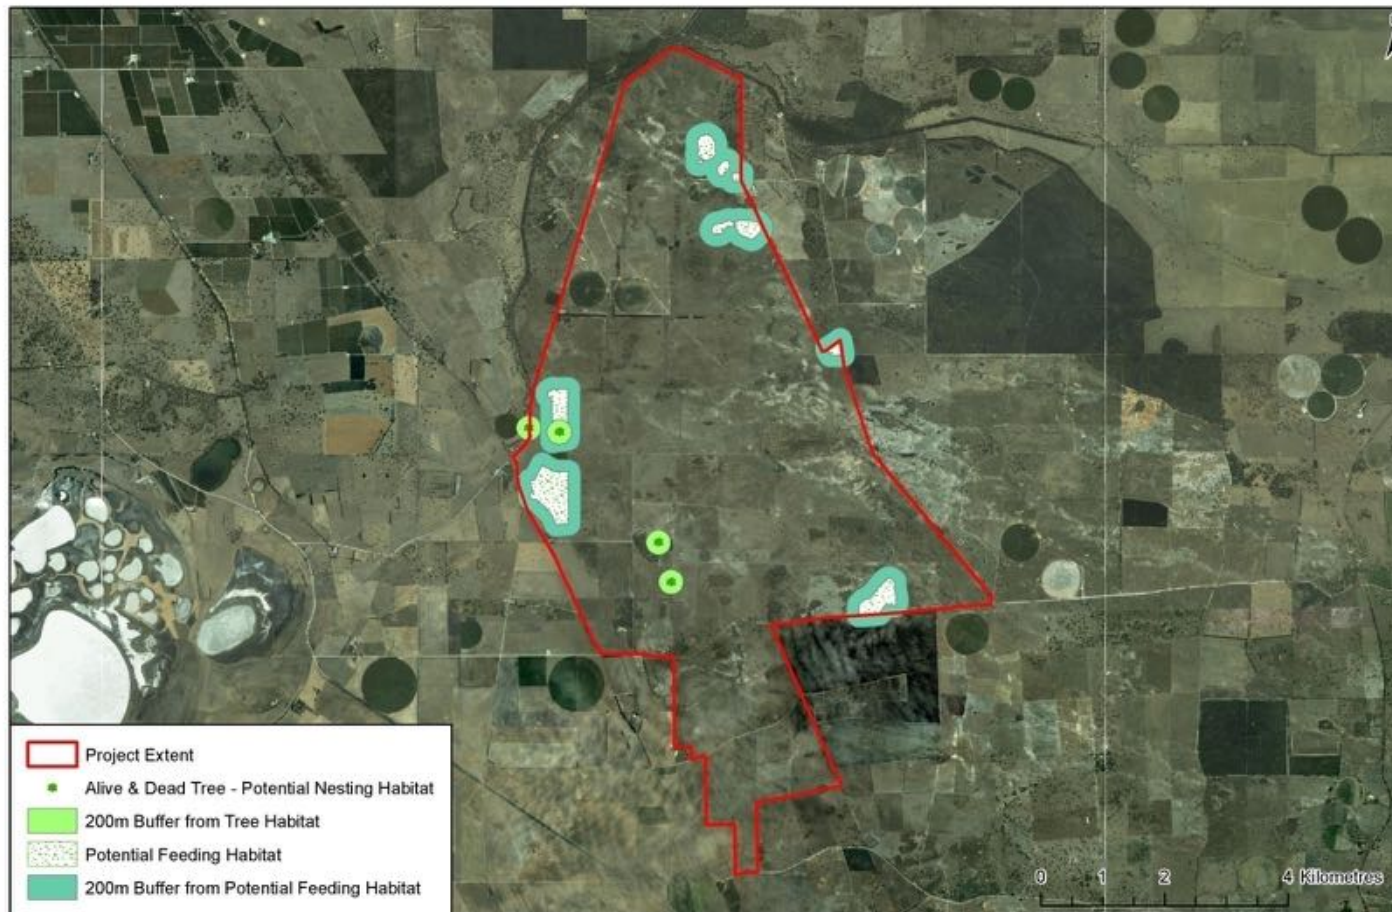 Project Extent
Alive & Dead Tree - Potential Nesting Habitat
200m Buffer from Tree Habitat
Potential Feeding Habitat
200m Buffer from Potential Feeding Habitat
0 1 2 4 Kilometres